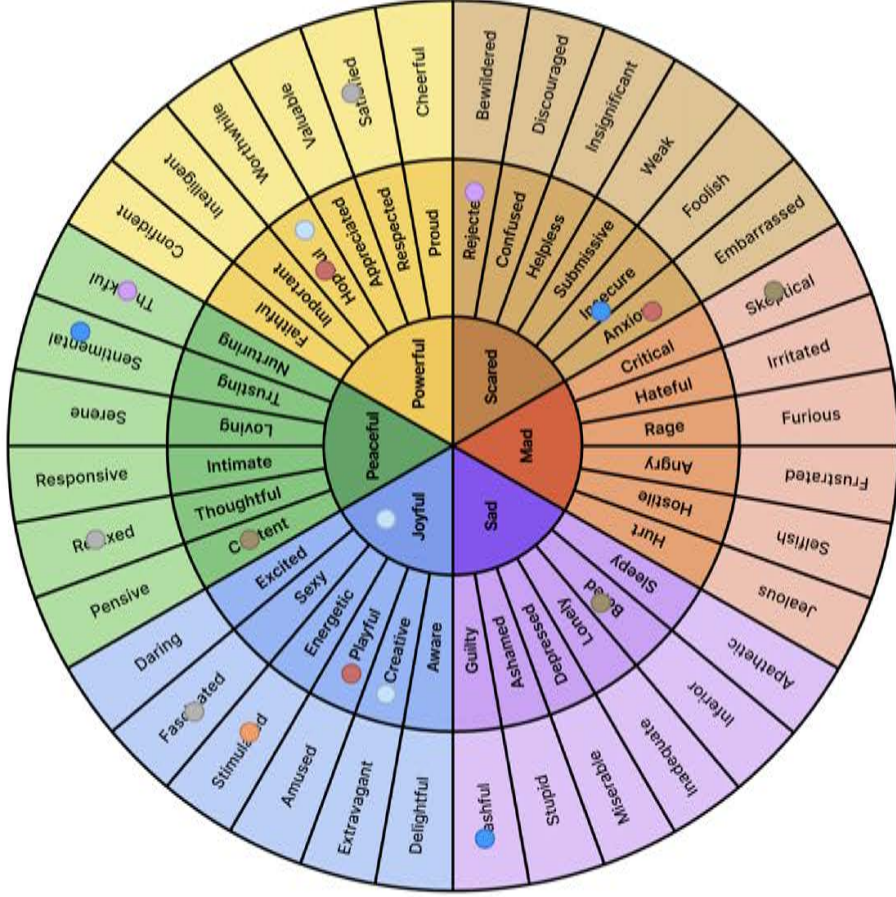 Cheerful
Bewildered
Discouraged
Insignificant
Weak
Foolish
Embarrassed
Skeptical
Irritated
Furious
Frustrated
Selfish
Jealous
Apathetic
Inferior
Inadequate
Miserable
Stupid
Bashful
Delightful
Extravagant
Amused
Stimulated
Fascinated
Daring
Pensive
Relaxed
Responsive
Serene
Sentimental
Thankful
Confident
Intelligent
Worthwhile
Valuable
Satisfied
Proud
Rejected
Confused
Helpless
Submissive
Insecure
Anxious
Critical
Hateful
Rage
Angry
Hostile
Hurt
Sleepy
Bored
Lonely
Depressed
Ashamed
Guilty
Aware
Creative
Playful
Energetic
Sexy
Excited
Content
Thoughtful
Intimate
Loving
Trusting
Nurturing
Faithful
Important
Hopeful
Appreciated
Respected
Powerful
Scared
Mad
Sad
Joyful
Peaceful